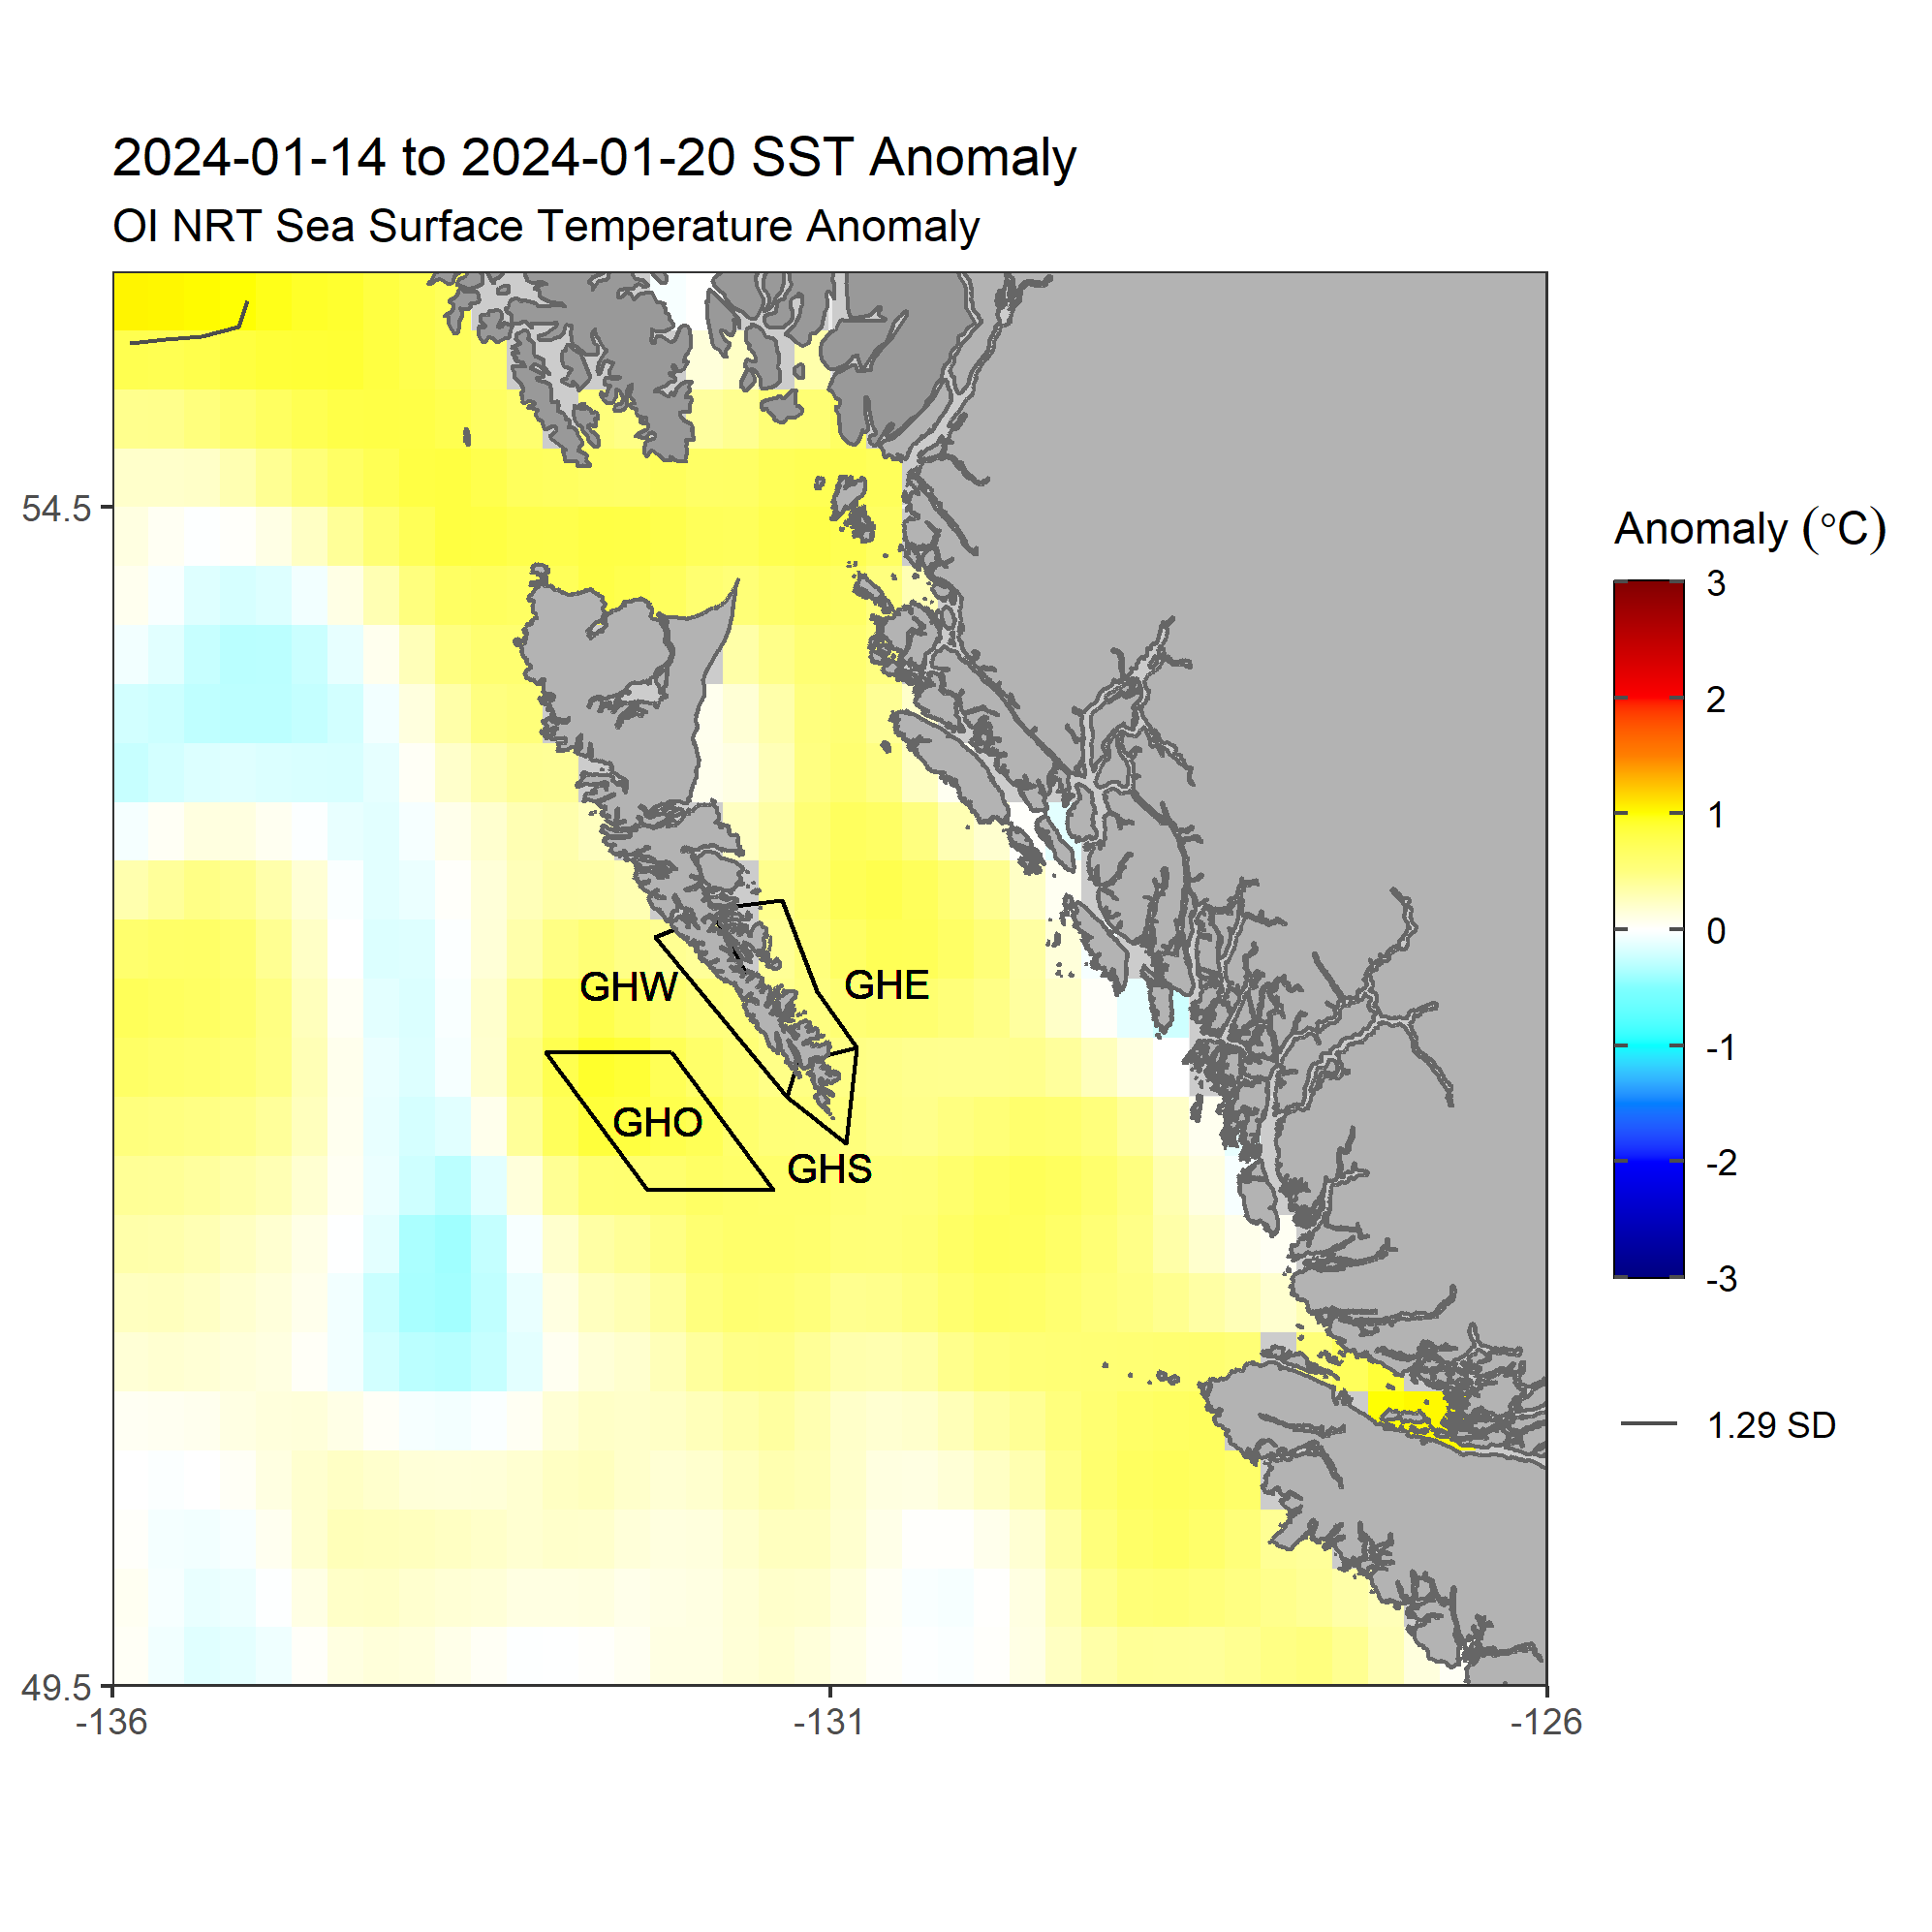 2024-01-14 to 2024-01-20 SST Anomaly
OI NRT Sea Surface Temperature Anomaly
54.5
49.5
-136
-131
-126
GHW
GHE
GHO
GHS
Anomaly (°C)
3
2
1
0
-1
-2
-3
1.29 SD